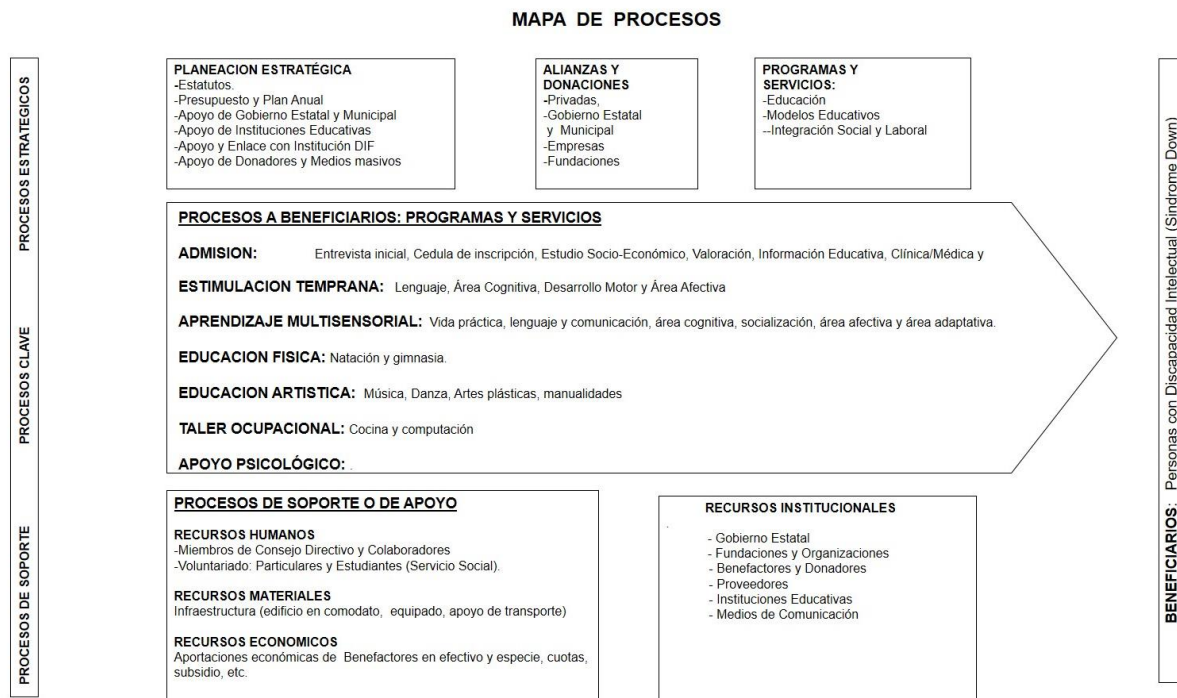 MAPA DE PROCESOS
PROCESOS ESTRATEGICOS
PLANEACION ESTRATÉGICA
-Estatutos.
-Presupuesto y Plan Anual
-Apoyo de Gobierno Estatal y Municipal
-Apoyo de Instituciones Educativas
-Apoyo y Enlace con Institución DIF
-Apoyo de Donadores y Medios masivos
ALIANZAS Y
DONACIONES
-Privadas,
-Gobierno Estatal
y Municipal
-Empresas
-Fundaciones
PROGRAMAS Y
SERVICIOS:
-Educación
-Modelos Educativos
--Integración Social y Laboral
PROCESOS CLAVE
PROCESOS A BENEFICIARIOS: PROGRAMAS Y SERVICIOS
ADMISION: Entrevista inicial, Cedula de inscripción, Estudio Socio-Económico, Valoración, Información Educativa, Clínica/Médica y
ESTIMULACION TEMPRANA: Lenguaje, Área Cognitiva, Desarrollo Motor y Área Afectiva
APRENDIZAJE MULTISENSORIAL: Vida práctica, lenguaje y comunicación, área cognitiva, socialización, área afectiva y área adaptativa.
EDUCACION FISICA: Natación y gimnasia.
EDUCACION ARTISTICA: Música, Danza, Artes plásticas, manualidades
TALER OCUPACIONAL: Cocina y computación
APOYO PSICOLÓGICO: .
PROCESOS DE SOPORTE
PROCESOS DE SOPORTE O DE APOYO
RECURSOS HUMANOS
-Miembros de Consejo Directivo y Colaboradores
-Voluntariado: Particulares y Estudiantes (Servicio Social).
RECURSOS MATERIALES
Infraestructura (edificio en comodato, equipado, apoyo de transporte)
RECURSOS ECONOMICOS
Aportaciones económicas de Benefactores en efectivo y especie, cuotas,
subsidio, etc.
RECURSOS INSTITUCIONALES
- Gobierno Estatal
- Fundaciones y Organizaciones
- Benefactores y Donadores
- Proveedores
- Instituciones Educativas
- Medios de Comunicación
BENEFICIARIOS: Personas con Discapacidad Intelectual (Síndrome Down)